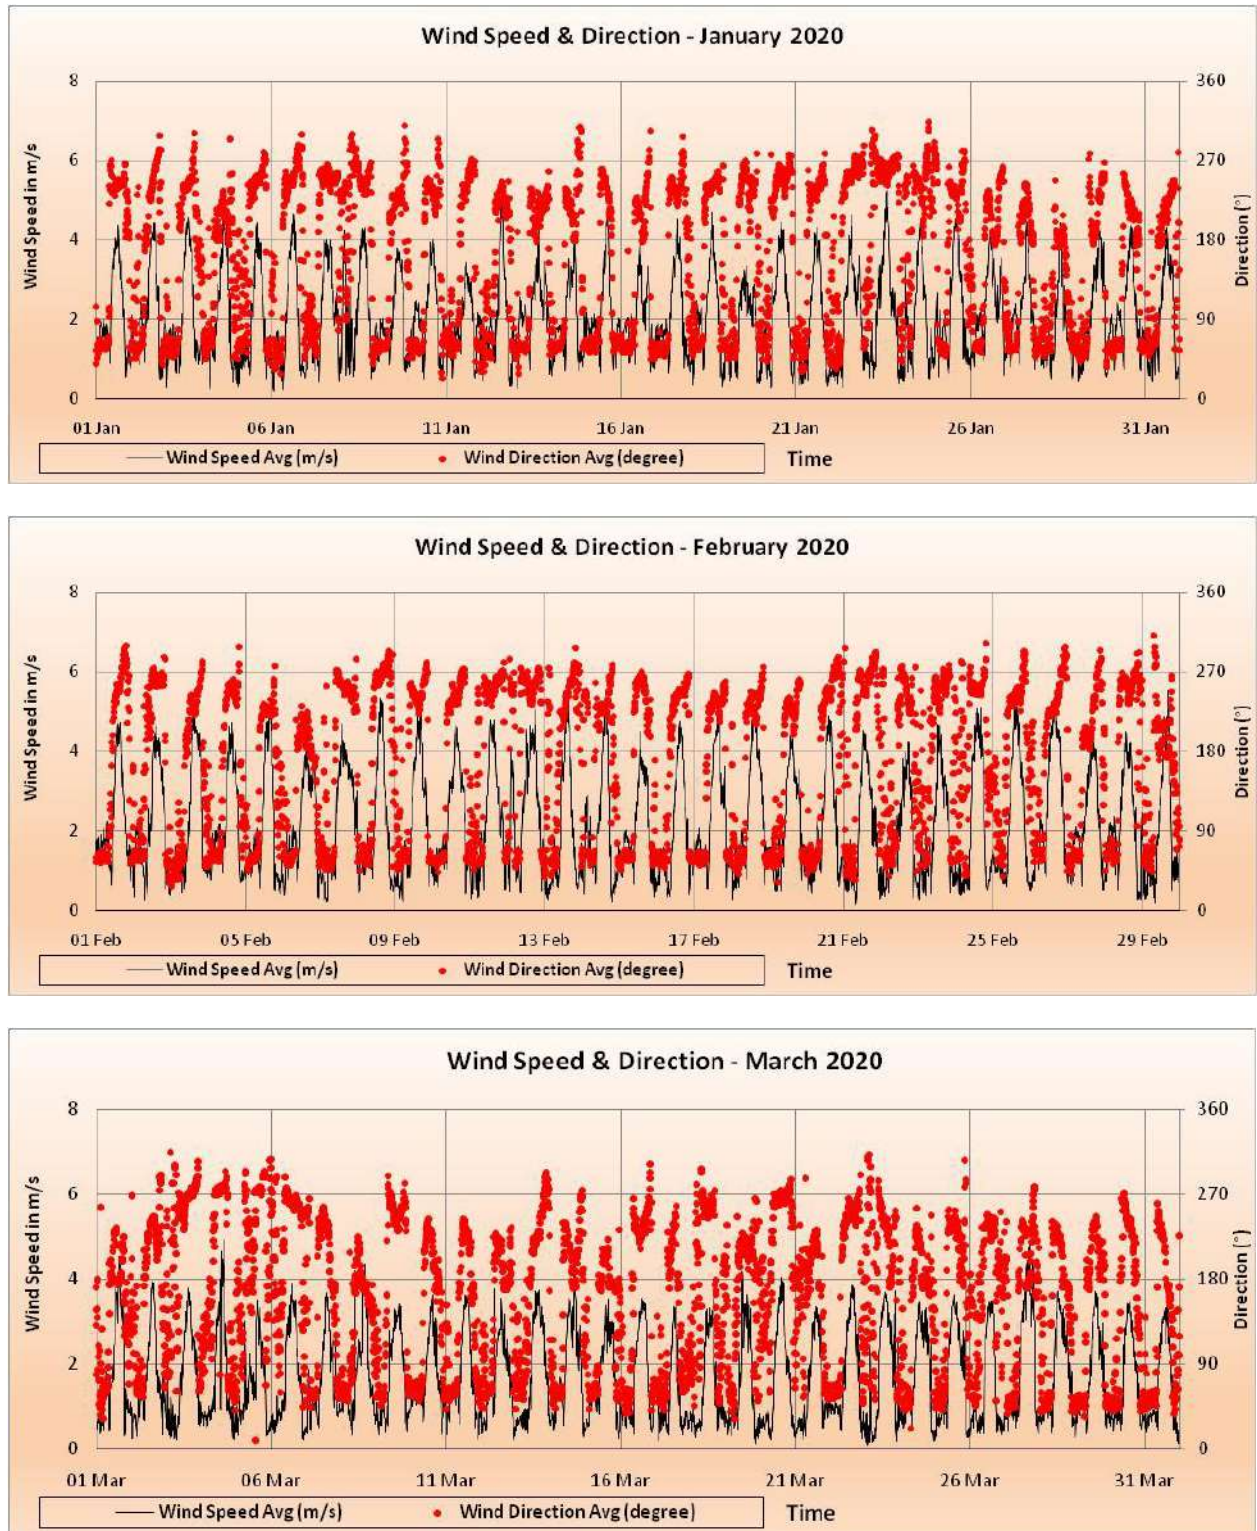 Wind Speed & Direction - January 2020
8 360
6 270
4 180
2 90
0 0
Wind Speed in m/s
Direction (°)
01 Jan 06 Jan 11 Jan 16 Jan 21 Jan 26 Jan 31 Jan
Wind Speed Avg (m/s) Wind Direction Avg (degree) Time
Wind Speed & Direction - February 2020
8 360
6 270
4 180
2 90
0 0
Wind Speed in m/s
Direction (°)
01 Feb 05 Feb 09 Feb 13 Feb 17 Feb 21 Feb 25 Feb 29 Feb
Wind Speed Avg (m/s) Wind Direction Avg (degree) Time
Wind Speed & Direction - March 2020
8 360
6 270
4 180
2 90
0 0
Wind Speed in m/s
Direction (°)
01 Mar 06 Mar 11 Mar 16 Mar 21 Mar 26 Mar 31 Mar
Wind Speed Avg (m/s) Wind Direction Avg (degree) Time